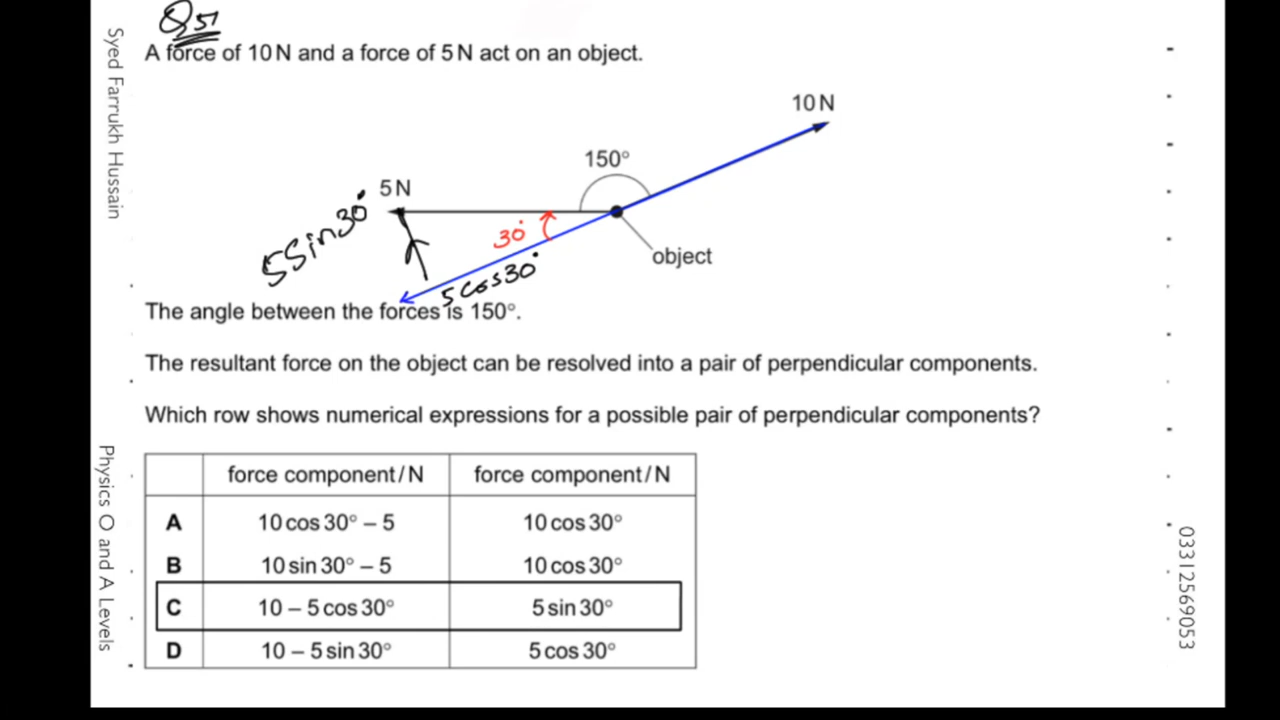 Q51
A force of 10 N and a force of 5 N act on an object.
10 N
150°
5 N
5Sin30°
30°
object
5 cos30°
The angle between the forces is 150°.
The resultant force on the object can be resolved into a pair of perpendicular components.
Which row shows numerical expressions for a possible pair of perpendicular components?
force component / N force component / N
A 10 cos 30° – 5 10 cos 30°
B 10 sin 30° – 5 10 cos 30°
C 10 – 5 cos 30° 5 sin 30°
D 10 – 5 sin 30° 5 cos 30°
Syed Farrukh Hussain
Physics O and A Levels
03312569053